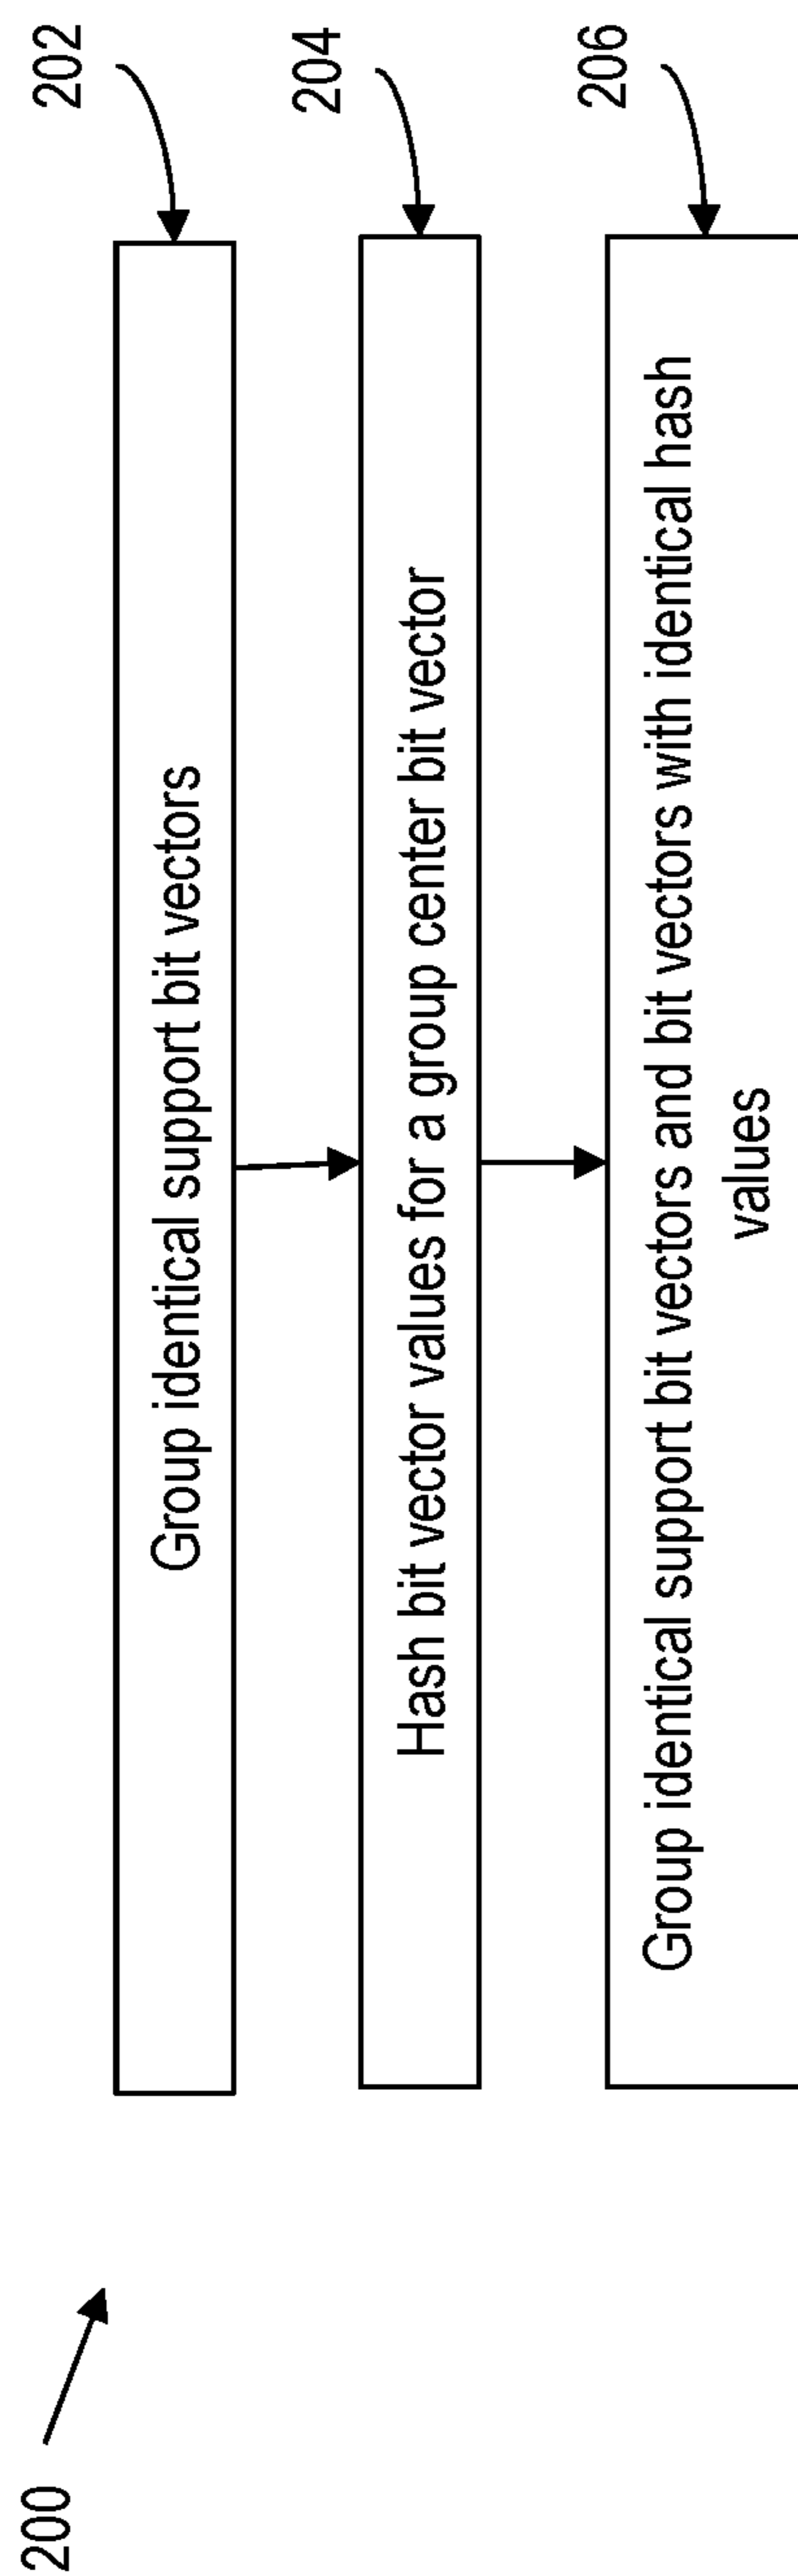 200
202
Group identical support bit vectors
204
Hash bit vector values for a group center bit vector
206
Group identical support bit vectors and bit vectors with identical hash
values